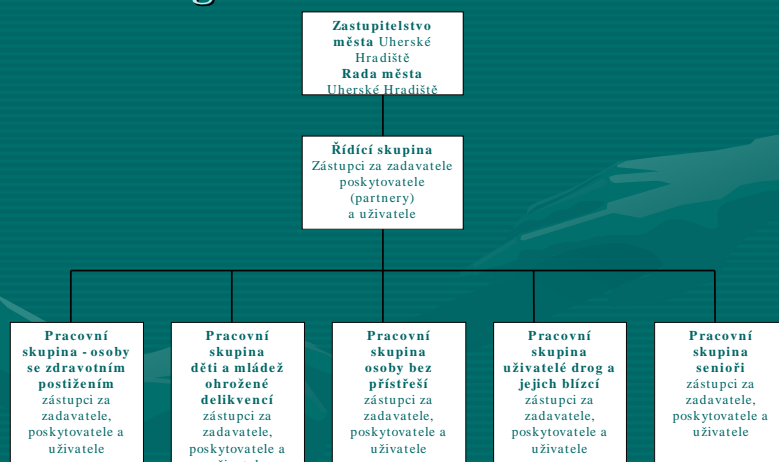 Zastupitelstvo
města Uherské
Hradiště
Rada města
Uherské Hradiště
Řídící skupina
Zástupci za zadavatele
poskytovatele
(partnery)
a uživatele
Pracovní
skupina - osoby
se zdravotním
postižením
zástupci za
zadavatele,
poskytovatele a
uživatele
Pracovní
skupina
děti a mládež
ohrožené
delikvencí
zástupci za
zadavatele,
poskytovatele a
Pracovní
skupina
osoby bez
přístřeší
zástupci za
zadavatele,
poskytovatele a
uživatele
Pracovní
skupina
uživatelé drog a
jejich blízcí
zástupci za
zadavatele,
poskytovatele a
uživatele
Pracovní
skupina
senioři
zástupci za
zadavatele,
poskytovatele a
uživatele